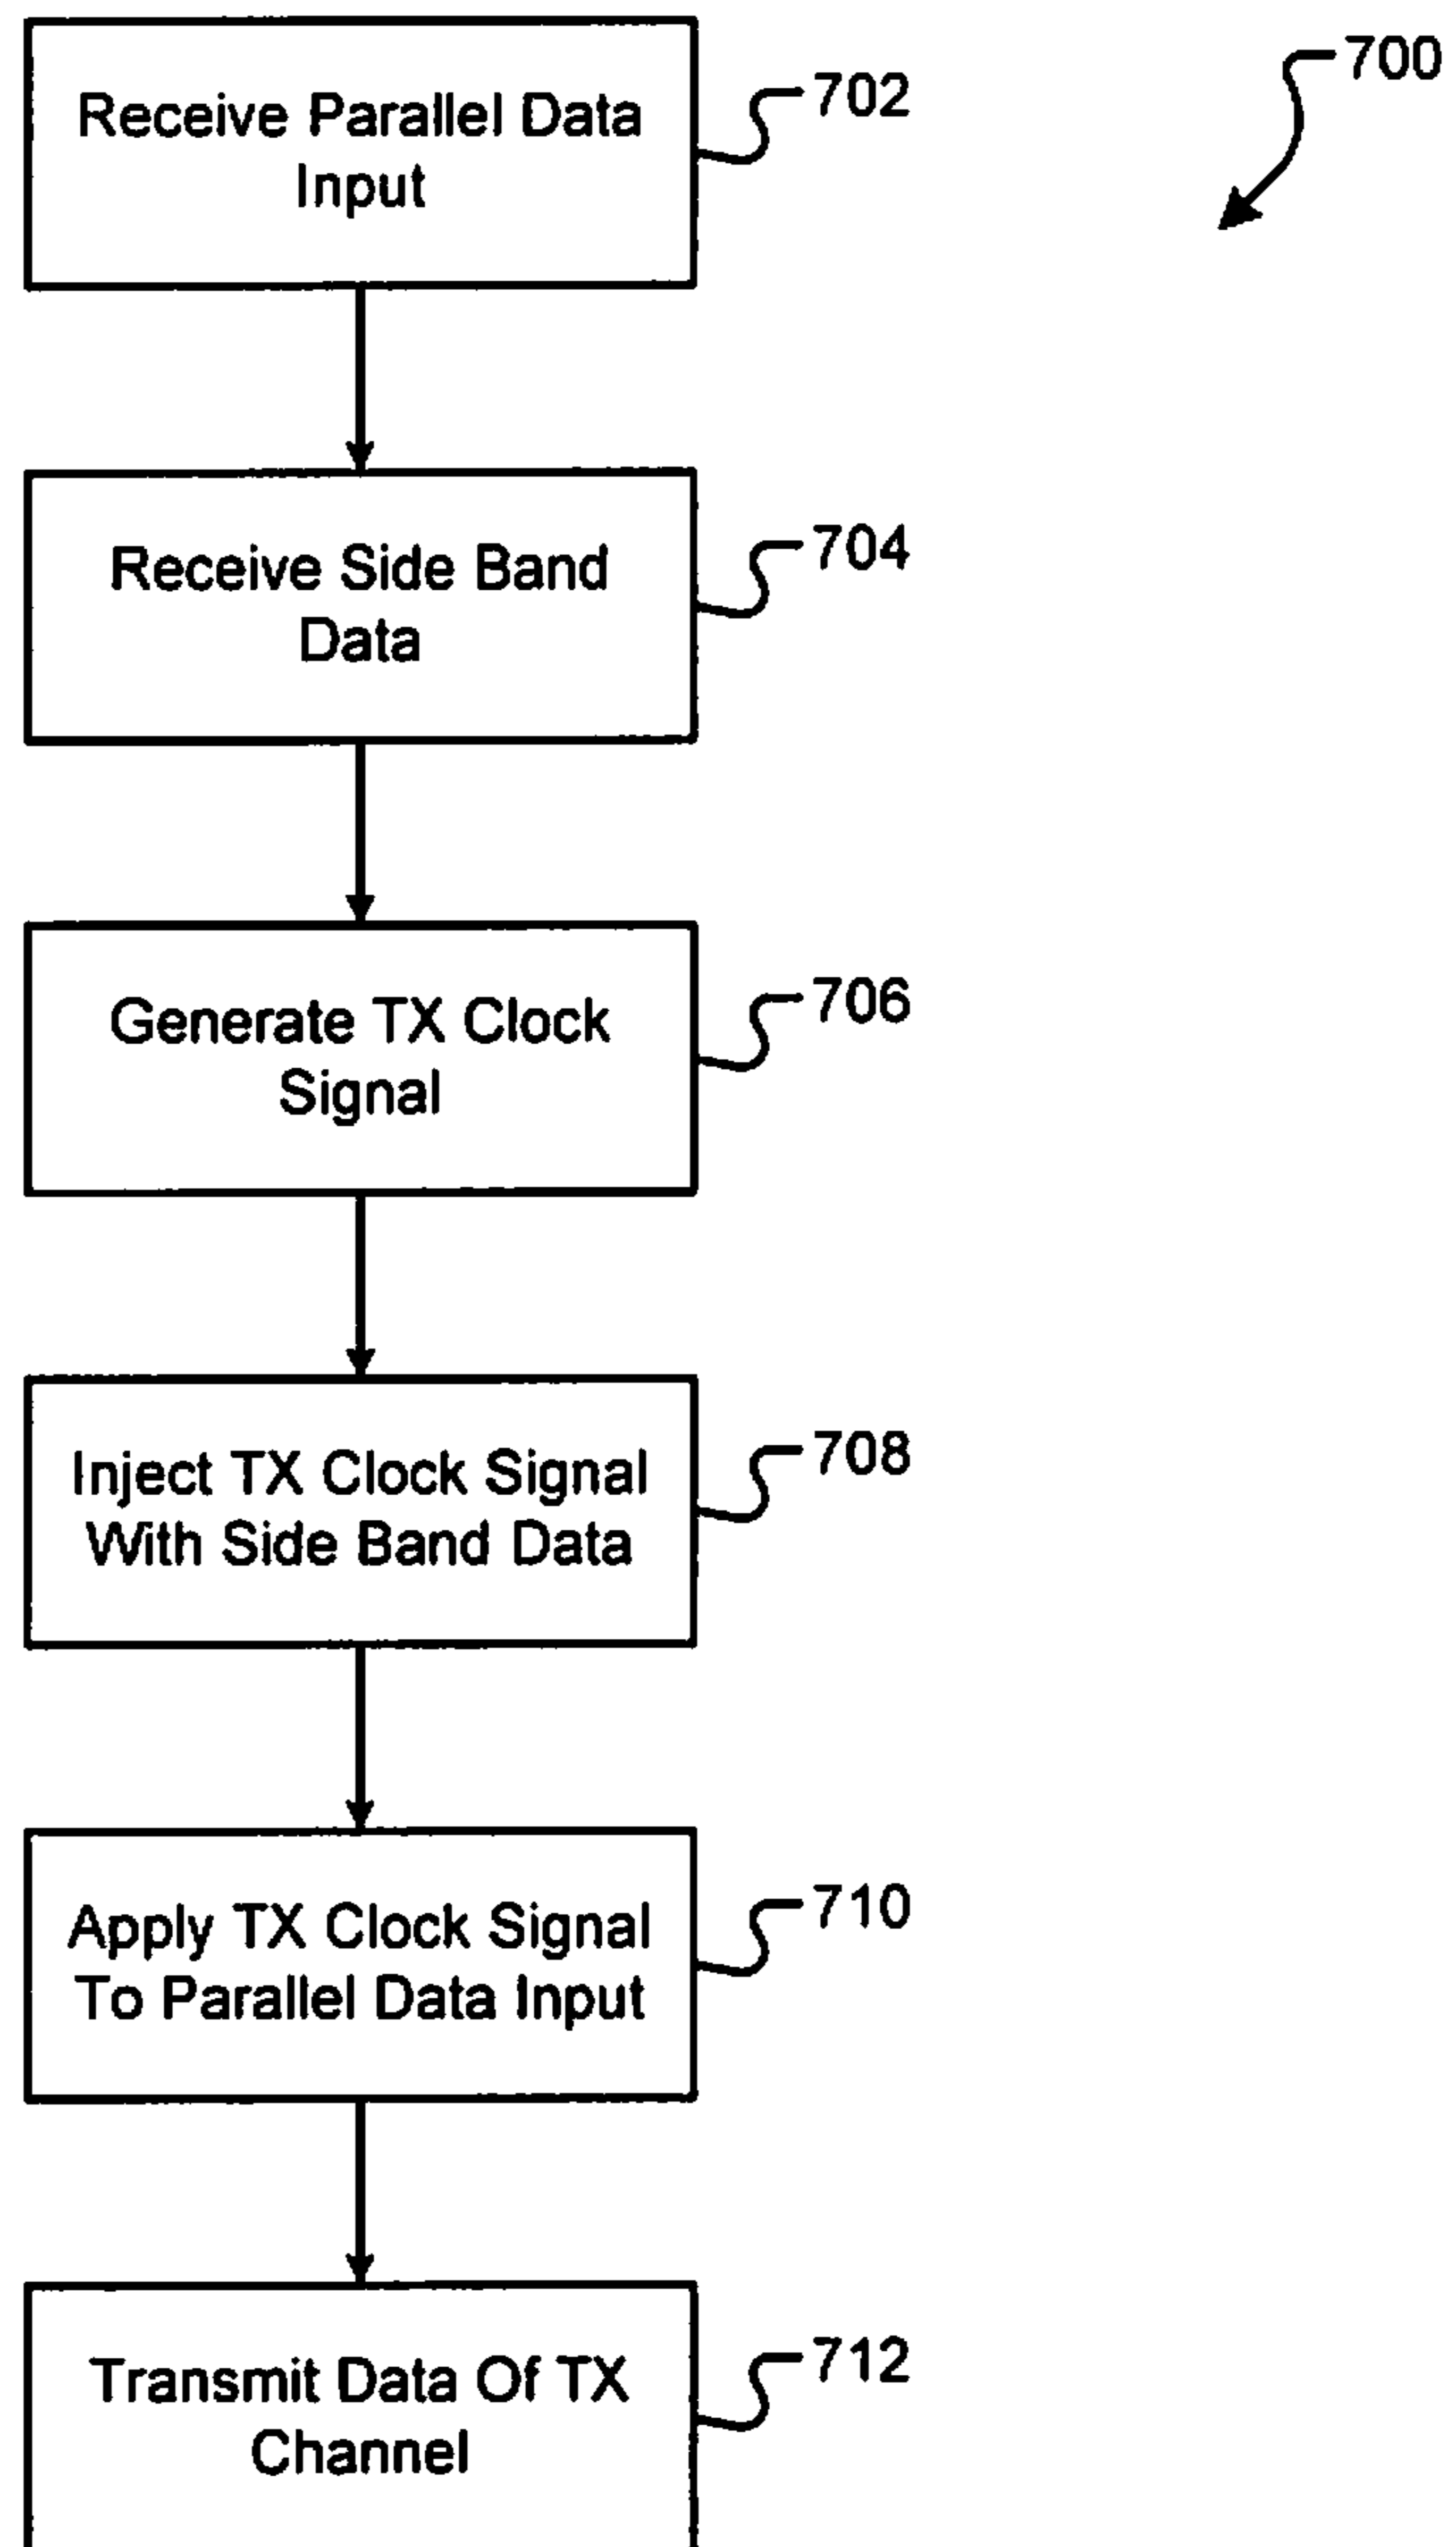 700
Receive Parallel Data
Input
702
Receive Side Band
Data
704
Generate TX Clock
Signal
706
Inject TX Clock Signal
With Side Band Data
708
Apply TX Clock Signal
To Parallel Data Input
710
Transmit Data Of TX
Channel
712